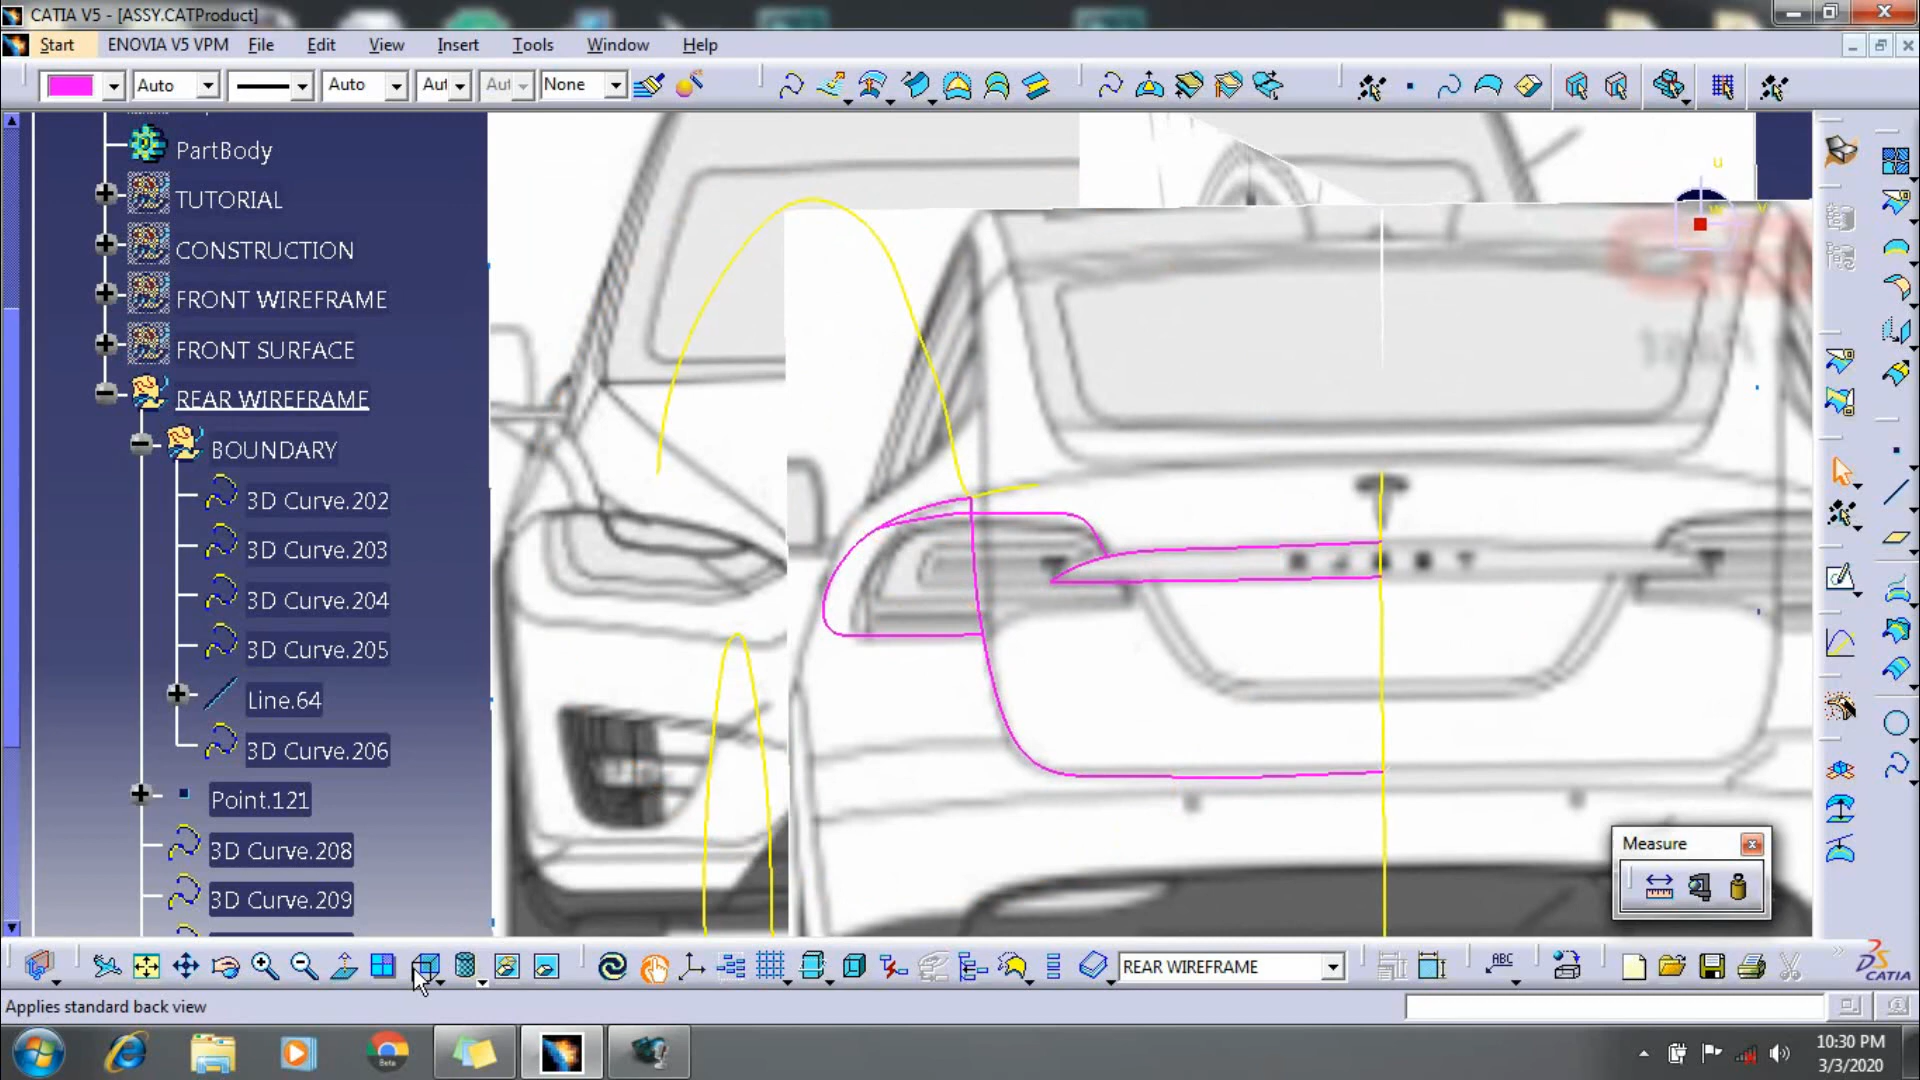 CATIA V5 - [ASSY.CATProduct]
Start ENOVIA V5 VPM File Edit View Insert Tools Window Help
Auto Auto Aut Aut None
PartBody
TUTORIAL
CONSTRUCTION
FRONT WIREFRAME
FRONT SURFACE
REAR WIREFRAME
BOUNDARY
3D Curve.202
3D Curve.203
3D Curve.204
3D Curve.205
Line.64
3D Curve.206
Point.121
3D Curve.208
3D Curve.209
u
Measure
REAR WIREFRAME
ABC
CATIA
Applies standard back view
Beta
10:30 PM
3/3/2020